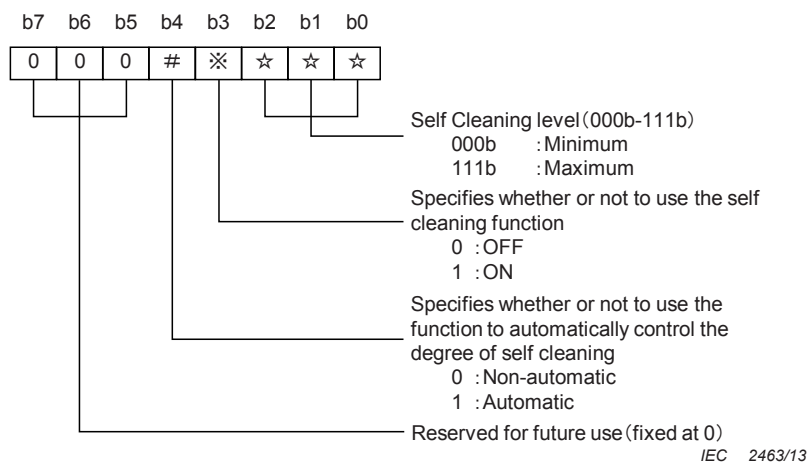 b7 b6 b5 b4 b3 b2 b1 b0
0 0 0 # ※ ☆ ☆ ☆
Self Cleaning level(000b-111b)
000b :Minimum
111b :Maximum
Specifies whether or not to use the self
cleaning function
0 :OFF
1 :ON
Specifies whether or not to use the
function to automatically control the
degree of self cleaning
0 :Non-automatic
1 :Automatic
Reserved for future use(fixed at 0)
IEC 2463/13